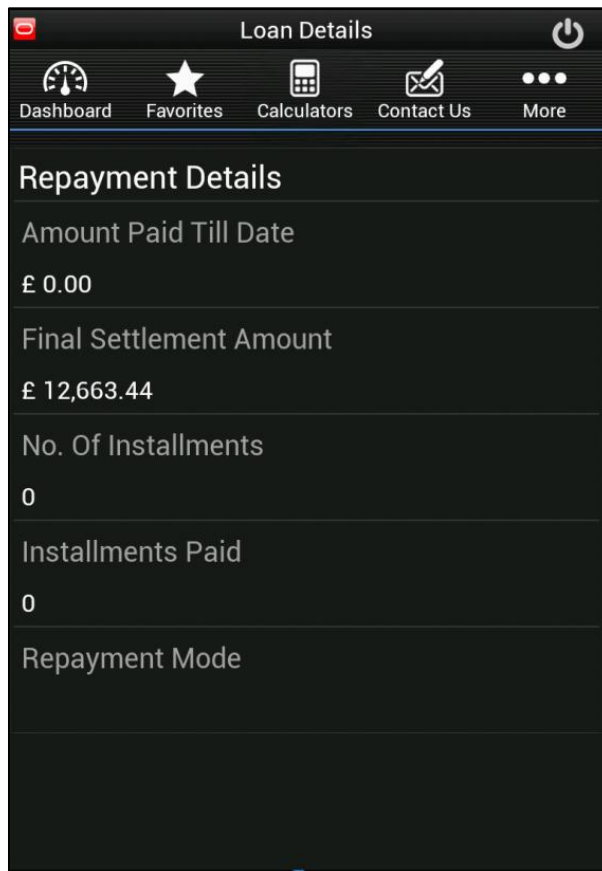 Loan Details
Dashboard Favorites Calculators Contact Us More
Repayment Details
Amount Paid Till Date
£ 0.00
Final Settlement Amount
£ 12,663.44
No. Of Installments
0
Installments Paid
0
Repayment Mode